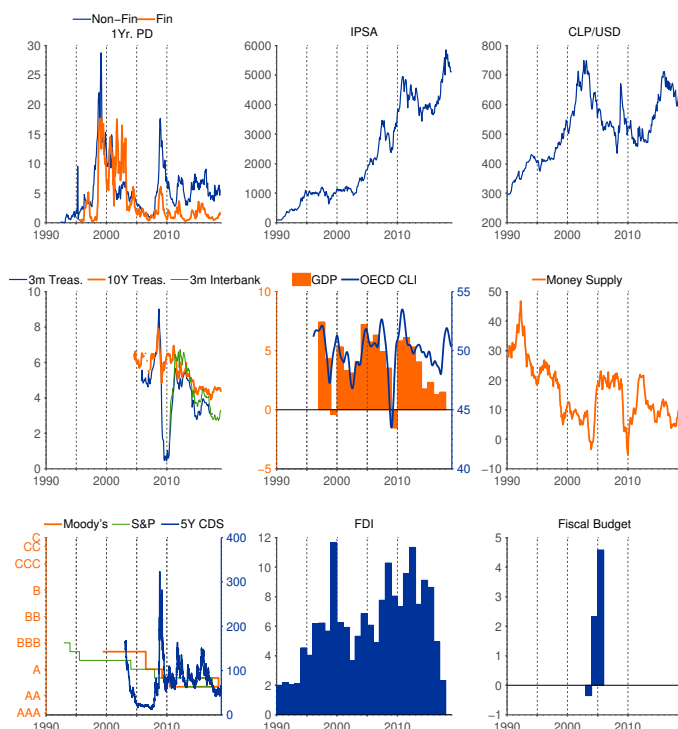 Non−Fin Fin
1Yr. PD
30
25
20
15
10
5
0
1990 2000 2010
IPSA
6000
5000
4000
3000
2000
1000
0
1990 2000 2010
CLP/USD
800
700
600
500
400
300
200
1990 2000 2010
3m Treas. 10Y Treas. 3m Interbank
10
8
6
4
2
0
1990 2000 2010
GDP OECD CLI
10
5
0
−5
55
50
45
40
1990 2000 2010
Money Supply
50
40
30
20
10
0
−10
1990 2000 2010
Moody's S&P 5Y CDS
C
CC
CCC
B
BB
BBB
A
AA
AAA
400
300
200
100
0
1990 2000 2010
FDI
12
10
8
6
4
2
0
1990 2000 2010
Fiscal Budget
5
4
3
2
1
0
−1
1990 2000 2010